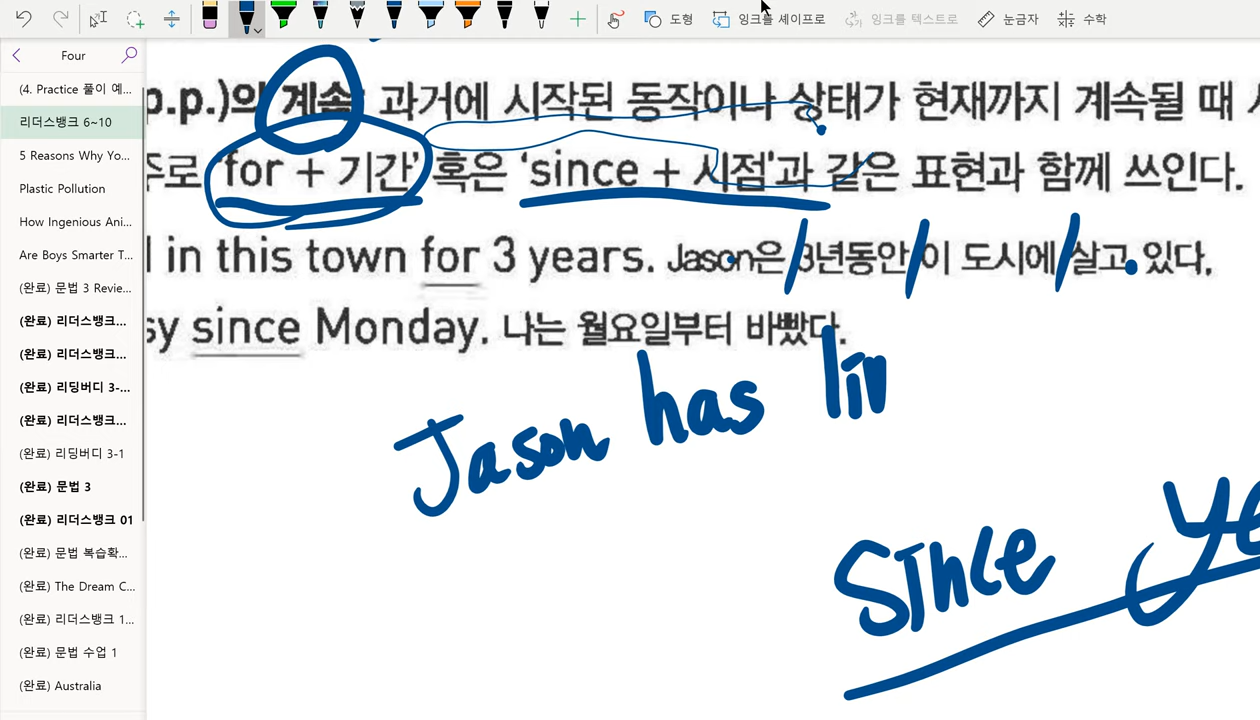 도형
잉크를 셰이프로
잉크를 텍스트로
눈금자
수학
Four
(4. Practice 풀이 예...
리더스뱅크 6~10
5 Reasons Why Yo...
Plastic Pollution
How Ingenious Ani...
Are Boys Smarter T...
(완료) 문법 3 Revie...
(완료) 리더스뱅크...
(완료) 리더스뱅크...
(완료) 리딩버디 3-...
(완료) 리더스뱅크...
(완료) 리딩버디 3-1
(완료) 문법 3
(완료) 리더스뱅크 01
(완료) 문법 복습확...
(완료) The Dream C...
(완료) 리더스뱅크 1...
(완료) 문법 수업 1
(완료) Australia
p.p.)의 계속: 과거에 시작된 동작이나 상태가 현재까지 계속될 때
주로 'for + 기간' 혹은 'since + 시점'과 같은 표현과 함께 쓰인다.
in this town for 3 years. Jason은 3년동안 이 도시에 살고 있다.
since Monday. 나는 월요일부터 바빴다.
Jason has liv
since ye